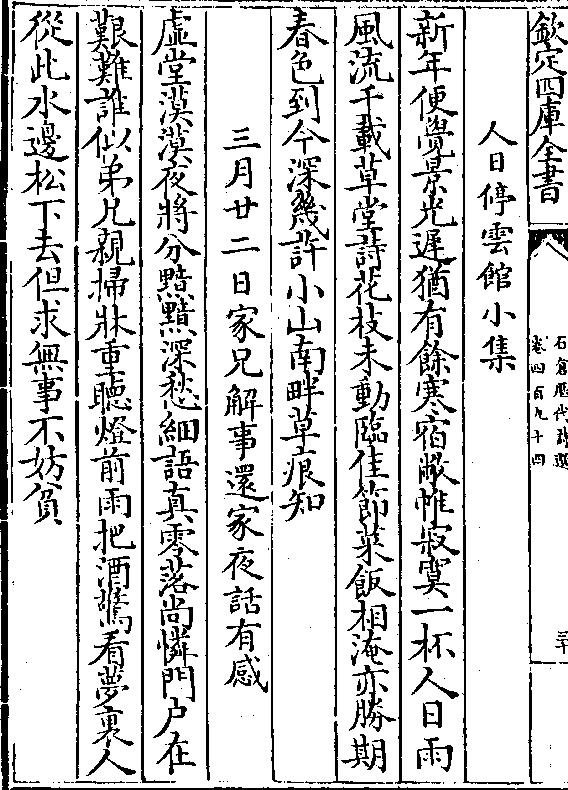 欽定四庫全書
石倉歷代詩選
卷四百九十四
三十
人日停雲館小集
新年便覺景光遲猶有餘寒宿敝帷寂寞一杯人日雨
風流千載草堂詩花枝未動臨佳節菜飯相淹亦勝期
春色到今深幾許小山南畔草痕知
三月廿二日家兄解事還家夜話有感
虛堂漠漠夜將分黯黯深愁細語真零落尚憐門戶在
艱難誰似弟兄親掃牀重聽燈前雨把酒驚看夢裏人
從此水邊松下去但求無事不妨貧